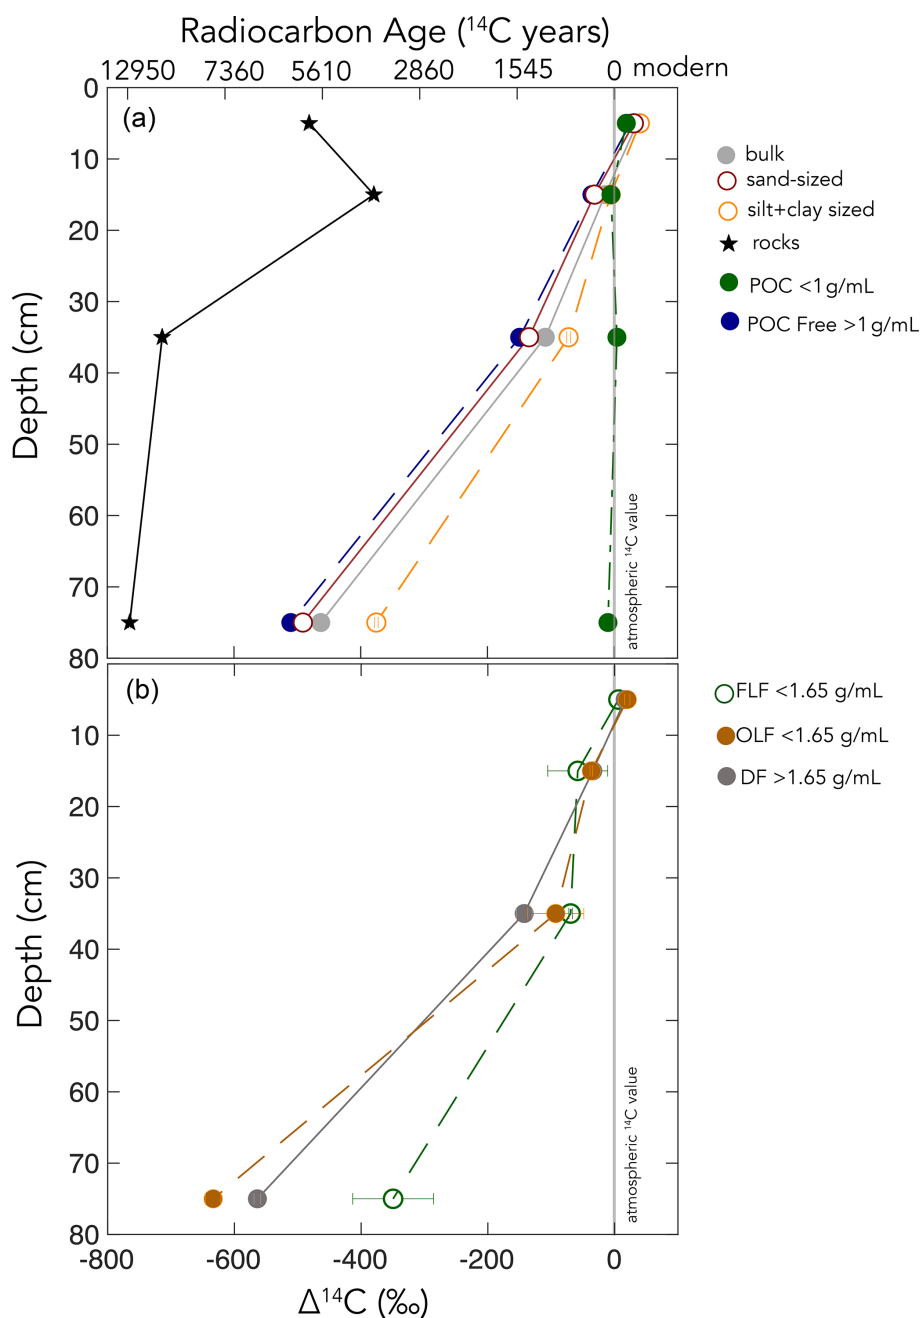 Radiocarbon Age (¹⁴C years)
12950 7360 5610 2860 1545 0 modern
(a)
0
10
20
30
40
50
60
70
80
Depth (cm)
atmospheric ¹⁴C value
bulk
sand-sized
silt+clay sized
rocks
POC <1 g/mL
POC Free >1 g/mL
(b)
10
20
30
40
50
60
70
80
Depth (cm)
atmospheric ¹⁴C value
FLF <1.65 g/mL
OLF <1.65 g/mL
DF >1.65 g/mL
-800 -600 -400 -200 0
Δ¹⁴C (‰)